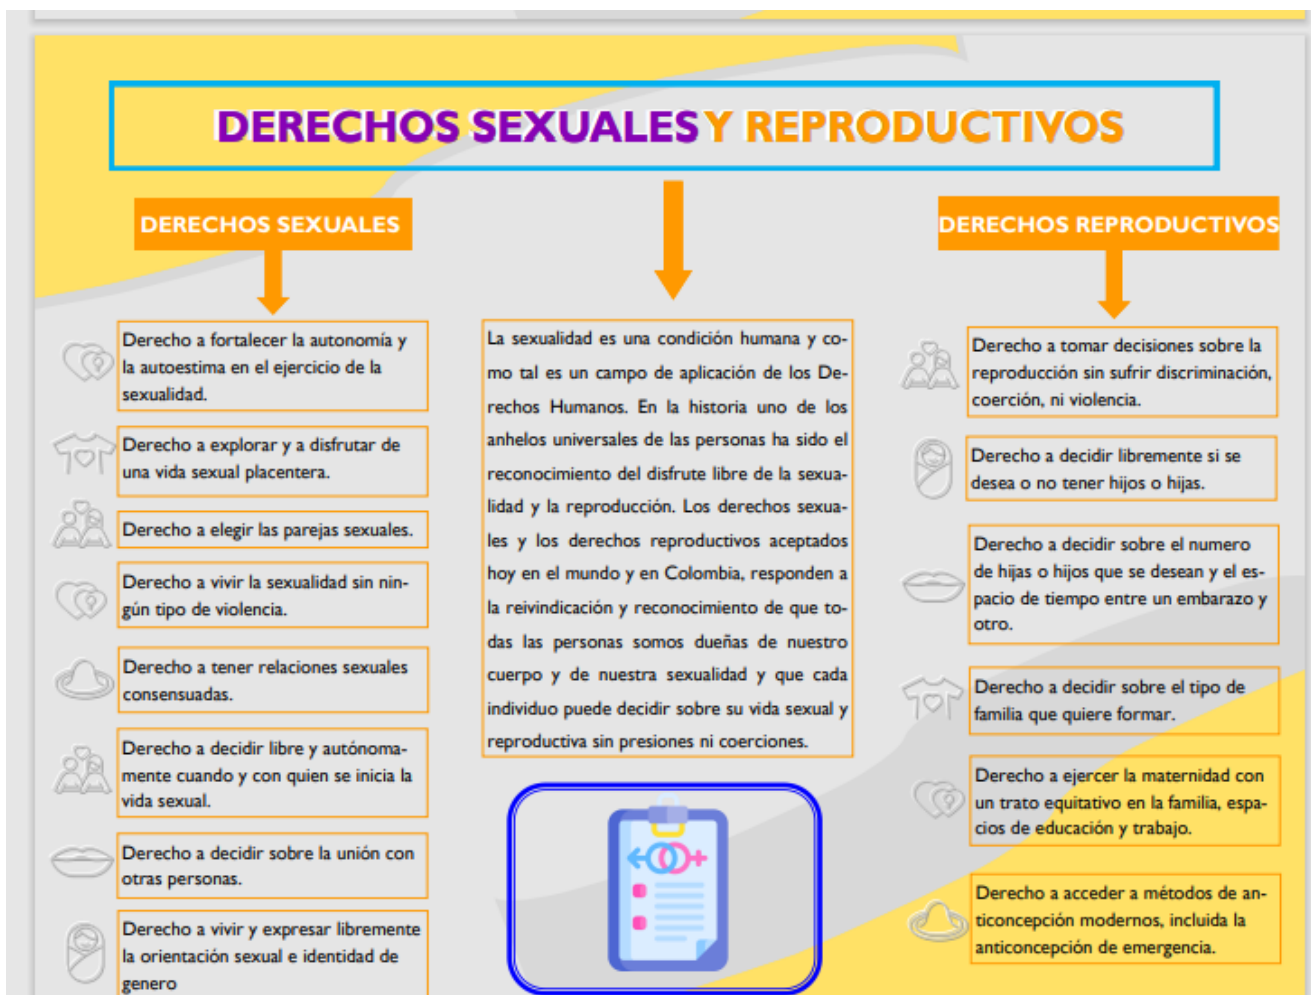 DERECHOS SEXUALES Y REPRODUCTIVOS
DERECHOS SEXUALES
Derecho a fortalecer la autonomía y
la autoestima en el ejercicio de la
sexualidad.
Derecho a explorar y a disfrutar de
una vida sexual placentera.
Derecho a elegir las parejas sexuales.
Derecho a vivir la sexualidad sin nin-
gún tipo de violencia.
Derecho a tener relaciones sexuales
consensuadas.
Derecho a decidir libre y autónoma-
mente cuando y con quien se inicia la
vida sexual.
Derecho a decidir sobre la unión con
otras personas.
Derecho a vivir y expresar libremente
la orientación sexual e identidad de
genero
La sexualidad es una condición humana y co-
mo tal es un campo de aplicación de los De-
rechos Humanos. En la historia uno de los
anhelos universales de las personas ha sido el
reconocimiento del disfrute libre de la sexua-
lidad y la reproducción. Los derechos sexua-
les y los derechos reproductivos aceptados
hoy en el mundo y en Colombia, responden a
la reivindicación y reconocimiento de que to-
das las personas somos dueñas de nuestro
cuerpo y de nuestra sexualidad y que cada
individuo puede decidir sobre su vida sexual y
reproductiva sin presiones ni coerciones.
DERECHOS REPRODUCTIVOS
Derecho a tomar decisiones sobre la
reproducción sin sufrir discriminación,
coerción, ni violencia.
Derecho a decidir libremente si se
desea o no tener hijos o hijas.
Derecho a decidir sobre el numero
de hijas o hijos que se desean y el es-
pacio de tiempo entre un embarazo y
otro.
Derecho a decidir sobre el tipo de
familia que quiere formar.
Derecho a ejercer la maternidad con
un trato equitativo en la familia, espa-
cios de educación y trabajo.
Derecho a acceder a métodos de an-
ticoncepción modernos, incluida la
anticoncepción de emergencia.